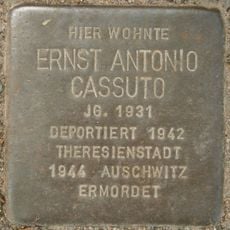 HIER WOHNTE
ERNST ANTONIO
CASSUTO
JG. 1931
DEPORTIERT 1942
THERESIENSTADT
1944 AUSCHWITZ
ERMORDET